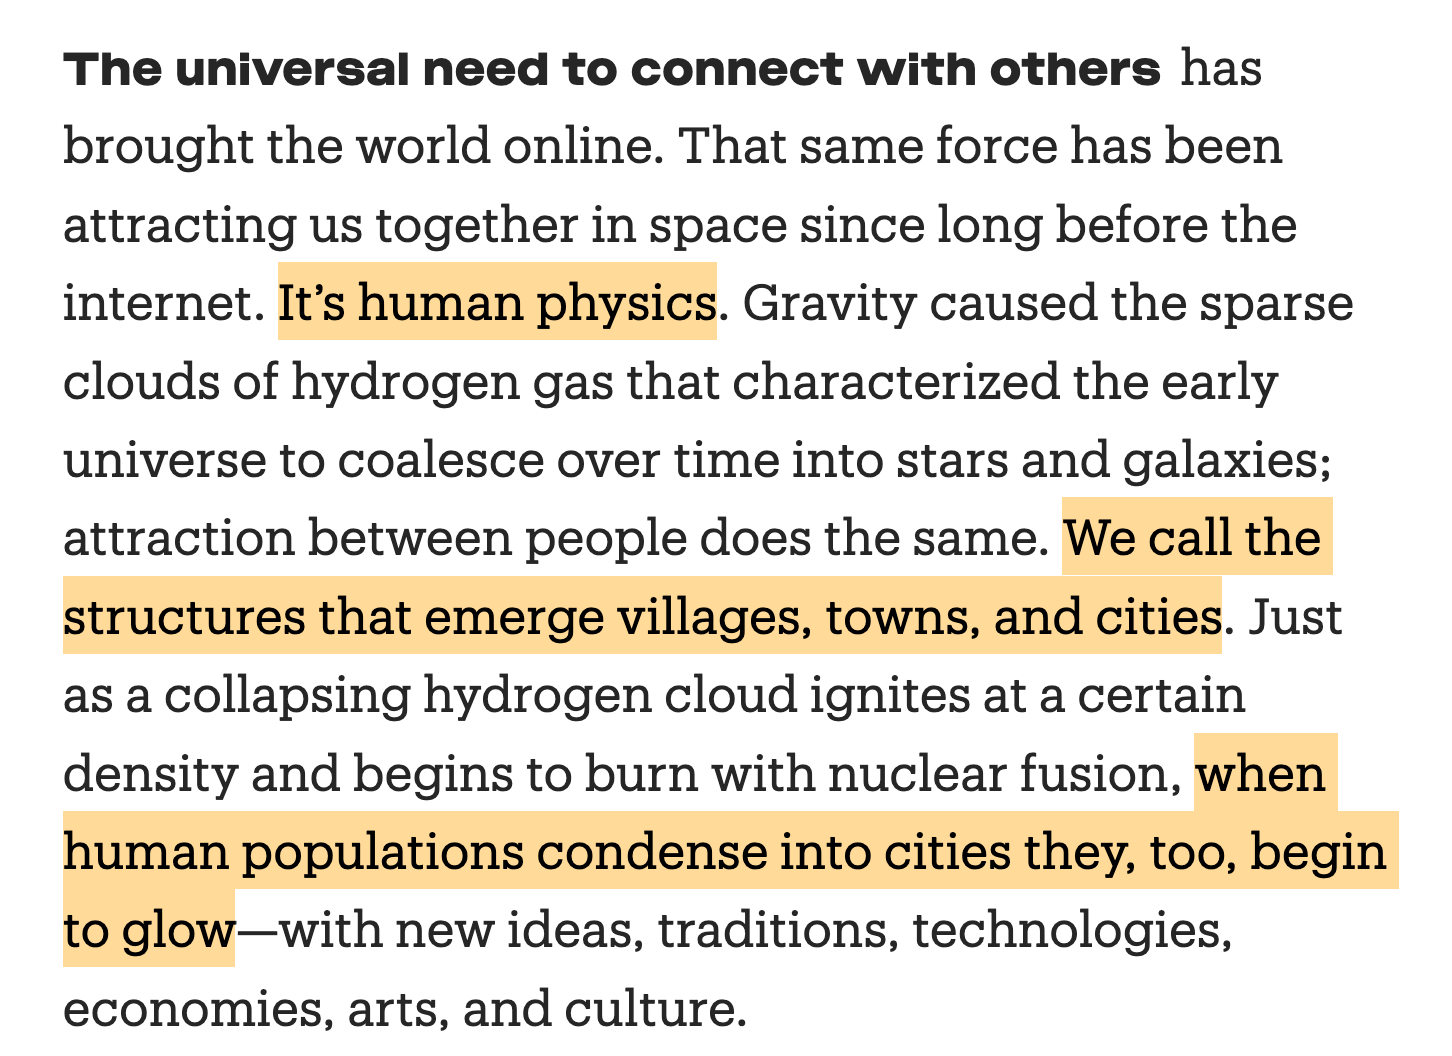 The universal need to connect with others has
brought the world online. That same force has been
attracting us together in space since long before the
internet. It’s human physics. Gravity caused the sparse
clouds of hydrogen gas that characterized the early
universe to coalesce over time into stars and galaxies;
attraction between people does the same. We call the
structures that emerge villages, towns, and cities. Just
as a collapsing hydrogen cloud ignites at a certain
density and begins to burn with nuclear fusion, when
human populations condense into cities they, too, begin
to glow—with new ideas, traditions, technologies,
economies, arts, and culture.